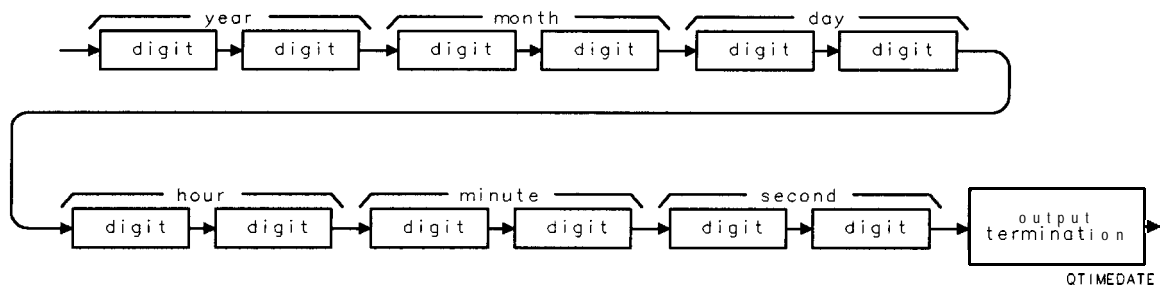 year month day
digit digit digit digit digit digit
hour minute second
digit digit digit digit digit digit output
termination
QTIMEDATE